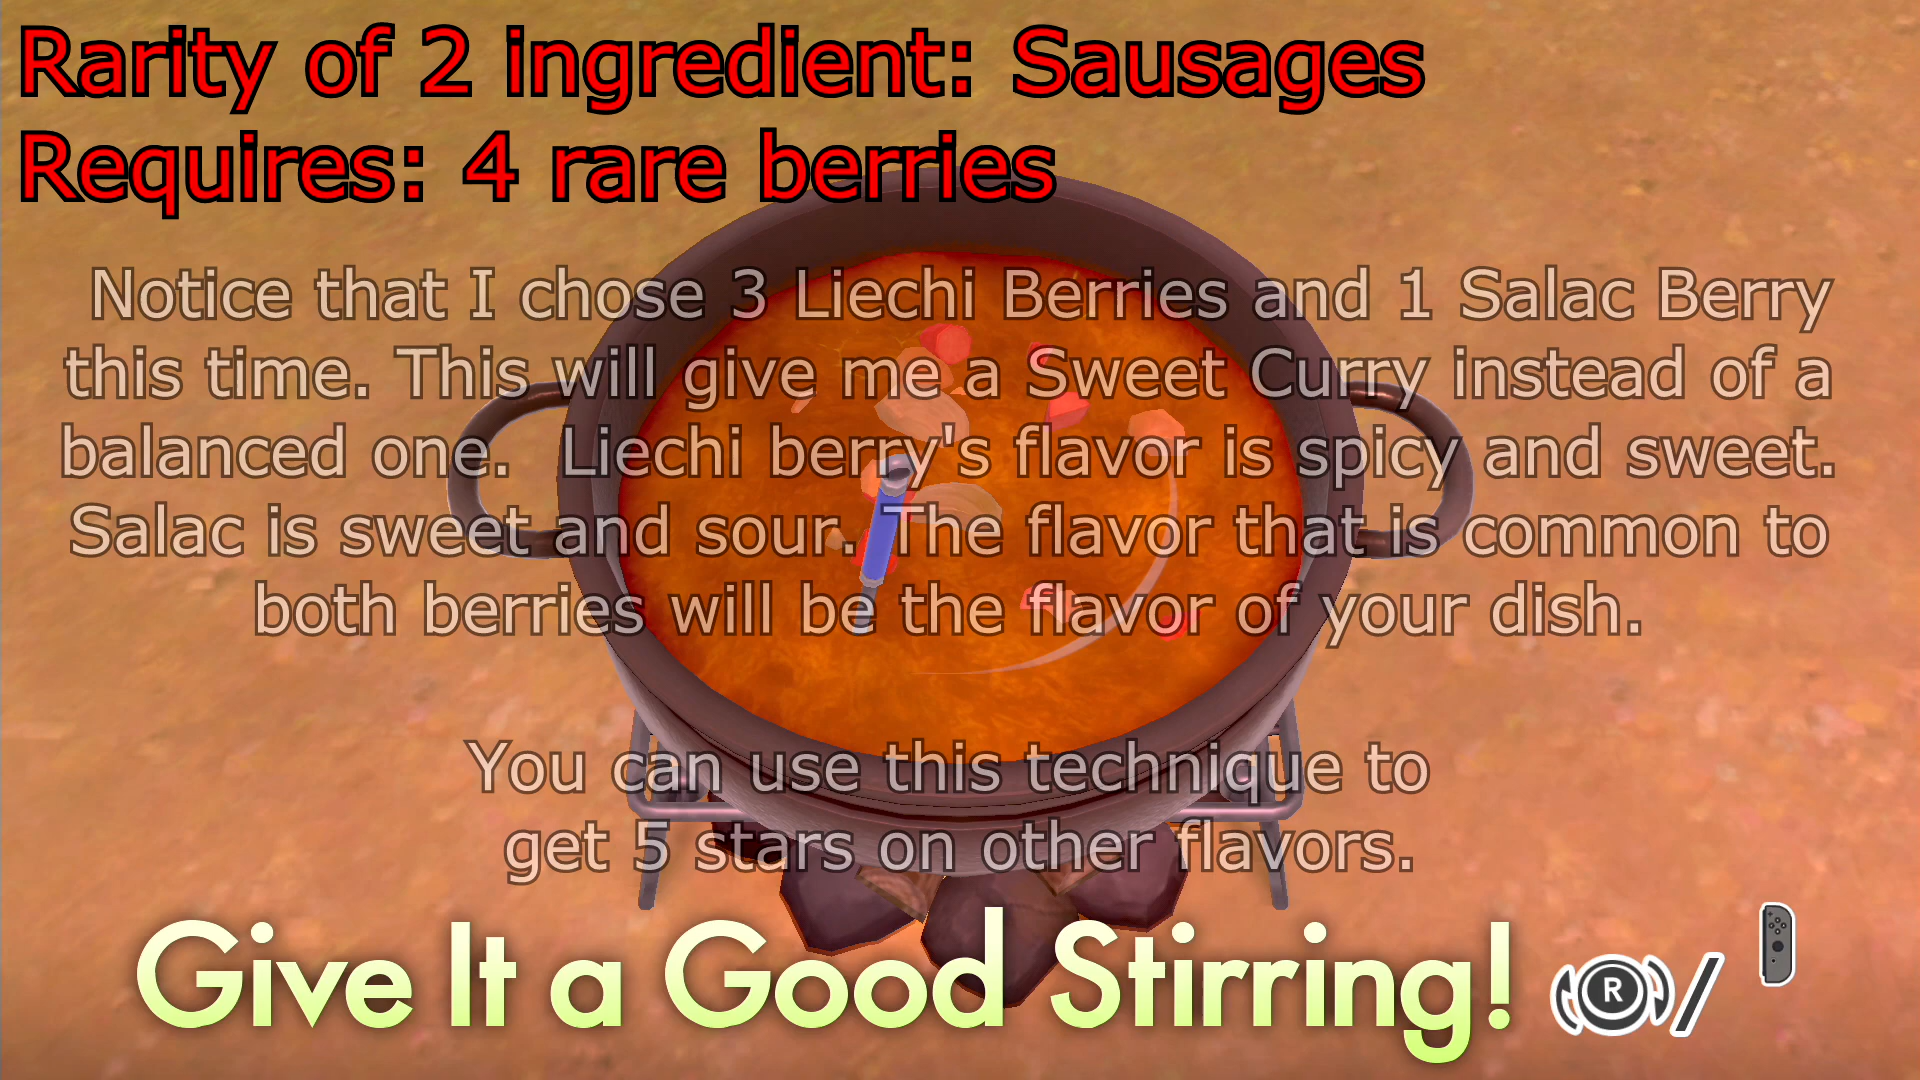 Rarity of 2 ingredient: Sausages
Requires: 4 rare berries
Notice that I chose 3 Liechi Berries and 1 Salac Berry
this time. This will give me a Sweet Curry instead of a
balanced one.  Liechi berry's flavor is spicy and sweet.
Salac is sweet and sour. The flavor that is common to
both berries will be the flavor of your dish.
You can use this technique to
get 5 stars on other flavors.
Give It a Good Stirring! R /